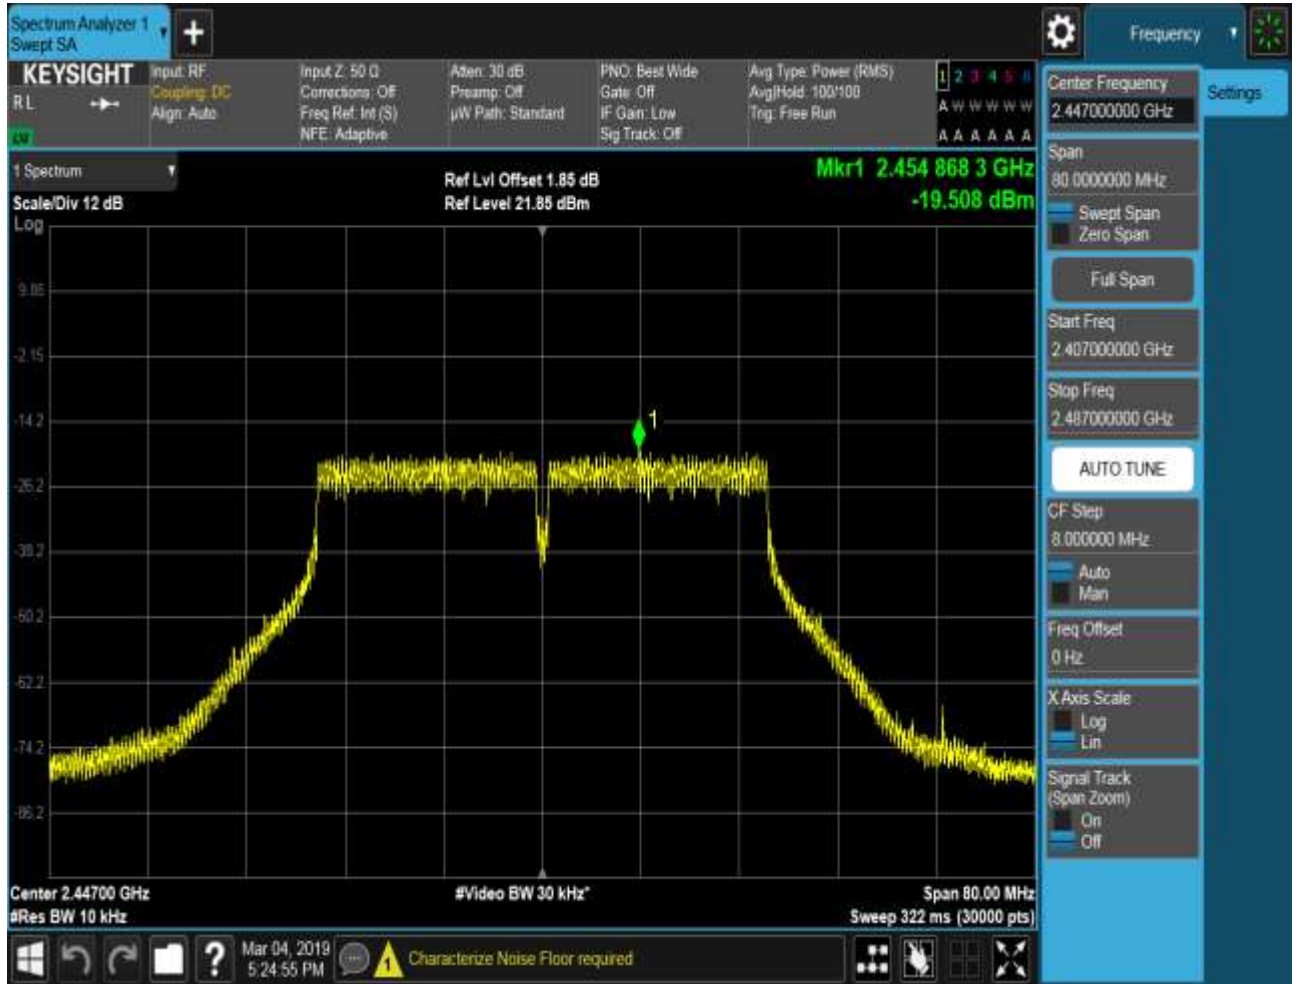 Spectrum Analyzer 1
Swept SA
+
Frequency
KEYSIGHT
RL
Input: RF
Coupling: DC
Align: Auto
Input Z: 50 Ω
Corrections: Off
Freq Ref: Int (S)
NFE: Adaptive
Atten: 30 dB
Preamp: Off
µW Path: Standard
PNO: Best Wide
Gate: Off
IF Gain: Low
Sig Track: Off
Avg Type: Power (RMS)
Avg|Hold: 100/100
Trig: Free Run
1 2 3 4 5 6
A W W W W W
A A A A A A
1 Spectrum
Scale/Div 12 dB
Log
Ref Lvl Offset 1.85 dB
Ref Level 21.85 dBm
Mkr1 2.454 868 3 GHz
-19.508 dBm
9.85
-2.15
-14.2
-26.2
-38.2
-50.2
-62.2
-74.2
-86.2
1
Center 2.44700 GHz
#Res BW 10 kHz
#Video BW 30 kHz*
Span 80.00 MHz
Sweep 322 ms (30000 pts)
Center Frequency
2.447000000 GHz
Settings
Span
80.0000000 MHz
Swept Span
Zero Span
Full Span
Start Freq
2.407000000 GHz
Stop Freq
2.487000000 GHz
AUTO TUNE
CF Step
8.000000 MHz
Auto
Man
Freq Offset
0 Hz
X Axis Scale
Log
Lin
Signal Track
(Span Zoom)
On
Off
?
Mar 04, 2019
5:24:55 PM
1
Characterize Noise Floor required